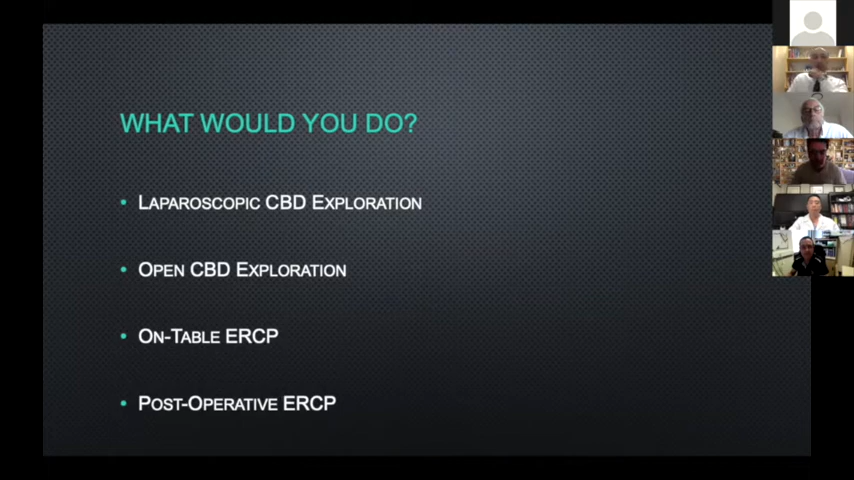 WHAT WOULD YOU DO?
• LAPAROSCOPIC CBD EXPLORATION
• OPEN CBD EXPLORATION
• ON-TABLE ERCP
• POST-OPERATIVE ERCP